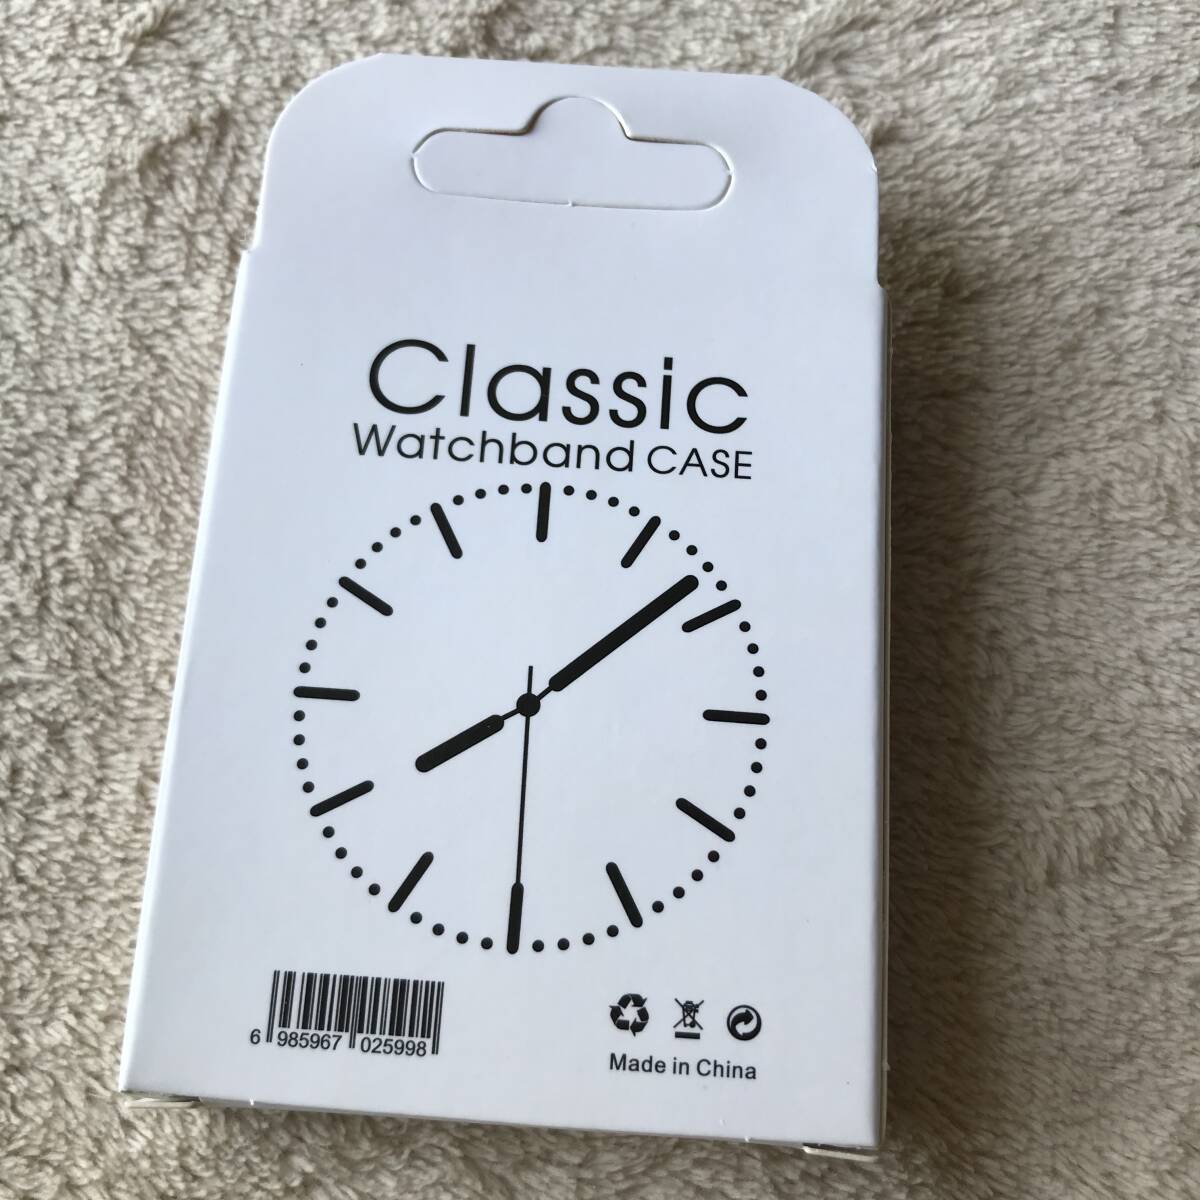 Classic
Watchband CASE
6 985967 025998
Made in China